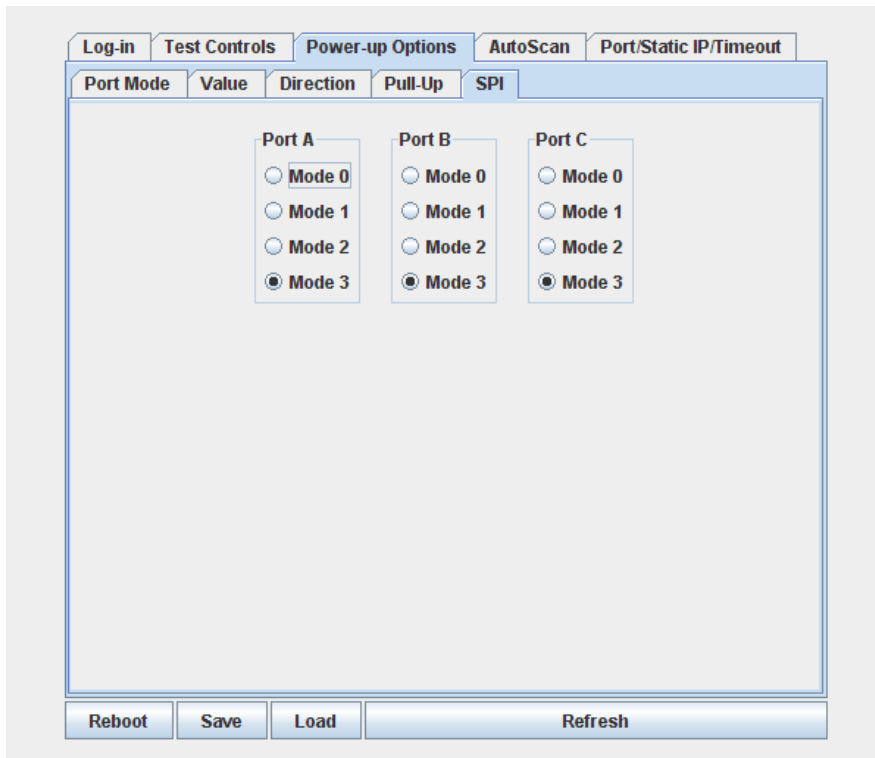 Log-in Test Controls Power-up Options AutoScan Port/Static IP/Timeout
Port Mode Value Direction Pull-Up SPI
Port A Port B Port C
Mode 0 Mode 0 Mode 0
Mode 1 Mode 1 Mode 1
Mode 2 Mode 2 Mode 2
Mode 3 Mode 3 Mode 3
Reboot Save Load Refresh